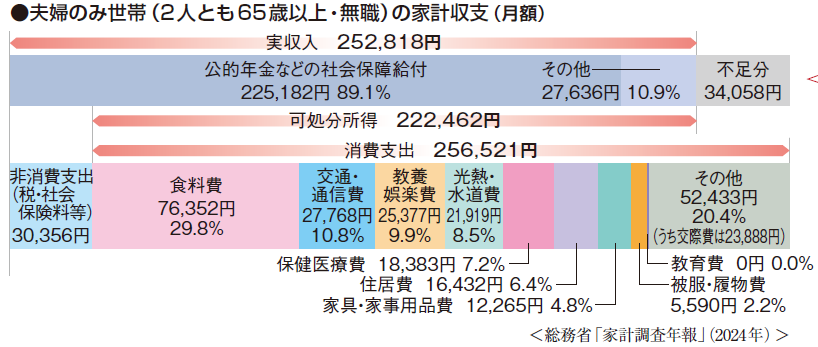 ●夫婦のみ世帯（2人とも65歳以上・無職）の家計収支（月額）
実収入 252,818円
公的年金などの社会保障給付
225,182円 89.1%
その他
27,636円 10.9%
不足分
34,058円
可処分所得 222,462円
消費支出 256,521円
非消費支出
（税・社会
保険料等）
30,356円
食料費
76,352円
29.8%
交通・
通信費
27,768円
10.8%
教養
娯楽費
25,377円
9.9%
光熱・
水道費
21,919円
8.5%
その他
52,433円
20.4%
（うち交際費は23,888円）
保健医療費 18,383円 7.2%
住居費 16,432円 6.4%
家具・家事用品費 12,265円 4.8%
教育費 0円 0.0%
被服・履物費
5,590円 2.2%
＜総務省「家計調査年報」（2024年）＞